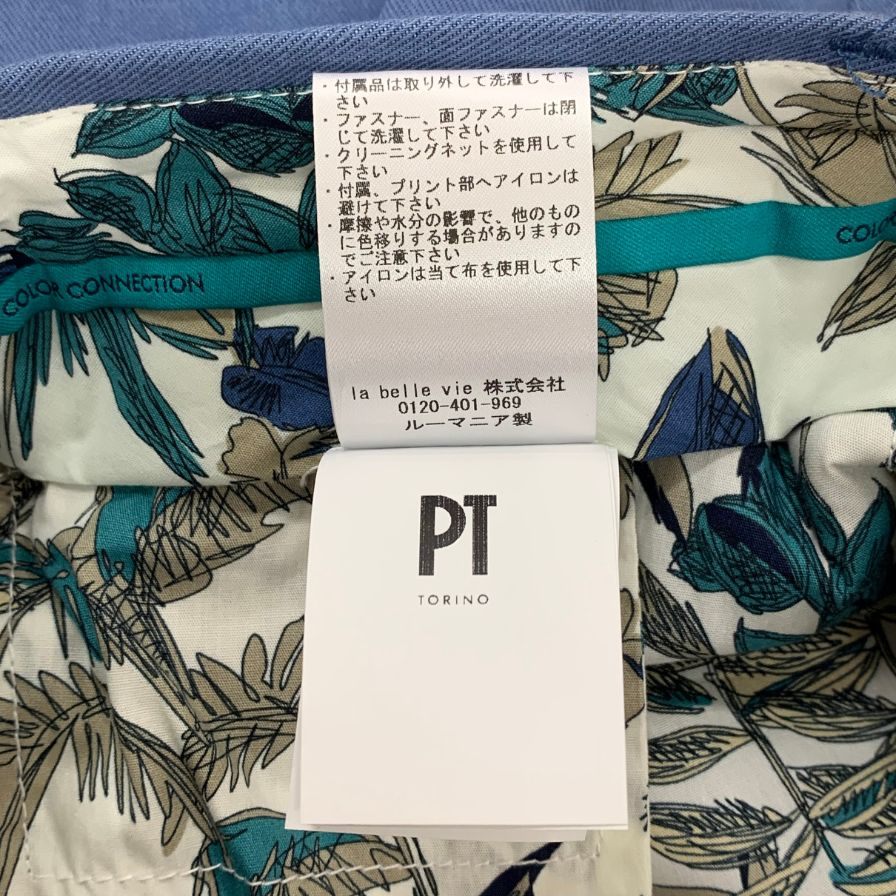 ・付属品は取り外して洗濯して下
さい
・ファスナー、面ファスナーは閉
じて洗濯して下さい
・クリーニングネットを使用して
下さい
・付属、プリント部へアイロンは
避けて下さい
・摩擦や水分の影響で、他のもの
に色移りする場合がありますの
でご注意下さい
・アイロンは当て布を使用して下
さい
COLOR CONNECTION
COLO
la belle vie 株式会社
0120-401-969
ルーマニア製
PT
TORINO